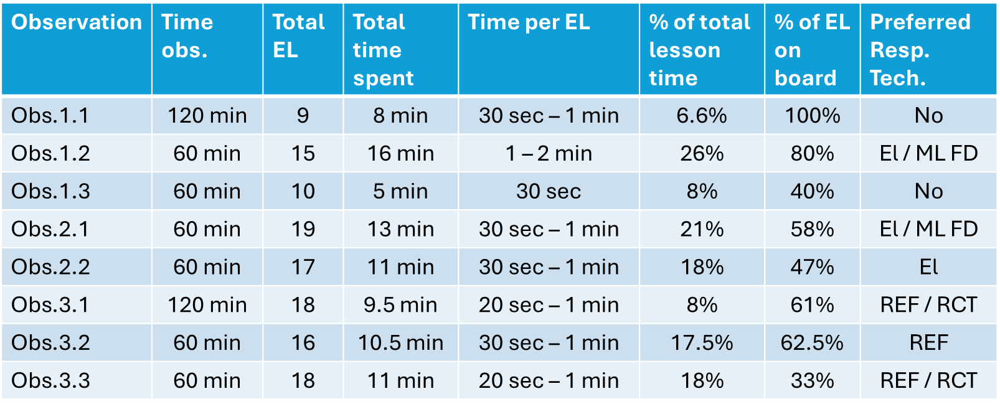 Observation Time obs. Total EL Total time spent Time per EL % of total lesson time % of EL on board Preferred Resp. Tech.
Obs.1.1 120 min 9 8 min 30 sec – 1 min 6.6% 100% No
Obs.1.2 60 min 15 16 min 1 – 2 min 26% 80% El / ML FD
Obs.1.3 60 min 10 5 min 30 sec 8% 40% No
Obs.2.1 60 min 19 13 min 30 sec – 1 min 21% 58% El / ML FD
Obs.2.2 60 min 17 11 min 30 sec – 1 min 18% 47% El
Obs.3.1 120 min 18 9.5 min 20 sec – 1 min 8% 61% REF / RCT
Obs.3.2 60 min 16 10.5 min 30 sec – 1 min 17.5% 62.5% REF
Obs.3.3 60 min 18 11 min 20 sec – 1 min 18% 33% REF / RCT